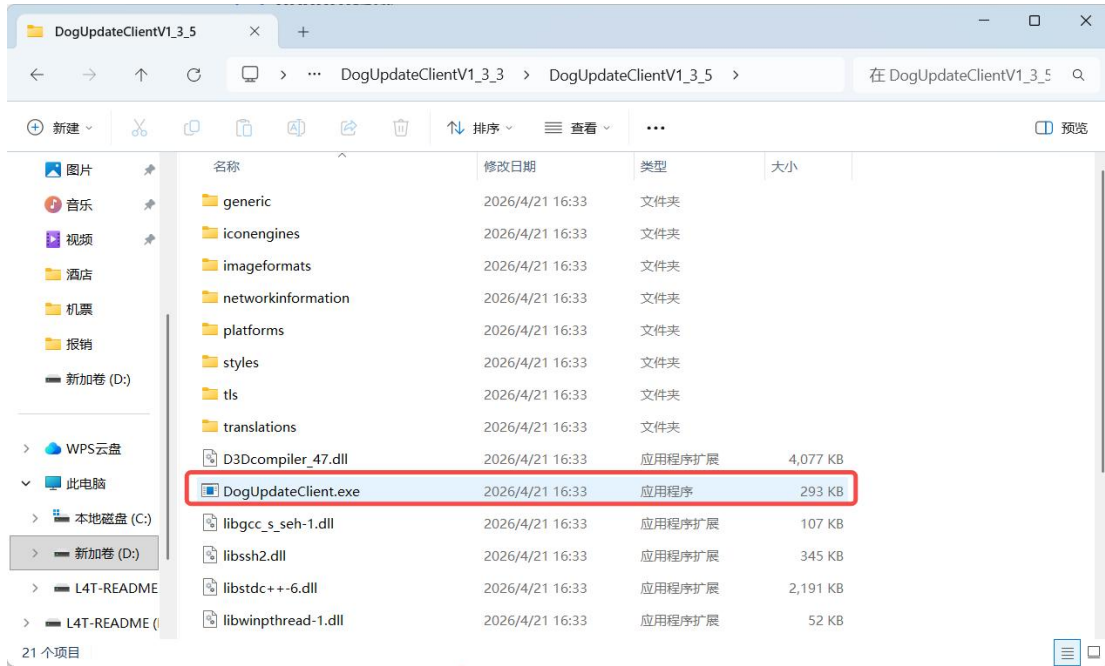 DogUpdateClientV1_3_5
··· DogUpdateClientV1_3_3 > DogUpdateClientV1_3_5 > 在 DogUpdateClientV1_3_5
新建 排序 查看 ··· 预览
名称 修改日期 类型 大小
图片
音乐
视频
酒店
机票
报销
新加卷 (D:)
WPS云盘
此电脑
本地磁盘 (C:)
新加卷 (D:)
L4T-README
L4T-README (
generic 2026/4/21 16:33 文件夹
iconengines 2026/4/21 16:33 文件夹
imageformats 2026/4/21 16:33 文件夹
networkinformation 2026/4/21 16:33 文件夹
platforms 2026/4/21 16:33 文件夹
styles 2026/4/21 16:33 文件夹
tls 2026/4/21 16:33 文件夹
translations 2026/4/21 16:33 文件夹
D3Dcompiler_47.dll 2026/4/21 16:33 应用程序扩展 4,077 KB
DogUpdateClient.exe 2026/4/21 16:33 应用程序 293 KB
libgcc_s_seh-1.dll 2026/4/21 16:33 应用程序扩展 107 KB
libssh2.dll 2026/4/21 16:33 应用程序扩展 345 KB
libstdc++-6.dll 2026/4/21 16:33 应用程序扩展 2,191 KB
libwinpthread-1.dll 2026/4/21 16:33 应用程序扩展 52 KB
21 个项目